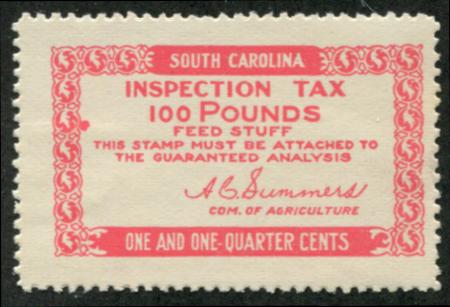 SOUTH CAROLINA
INSPECTION TAX
100 POUNDS
FEED STUFF
THIS STAMP MUST BE ATTACHED TO
THE GUARANTEED ANALYSIS
A C Summers
COM. OF AGRICULTURE
ONE AND ONE-QUARTER CENTS